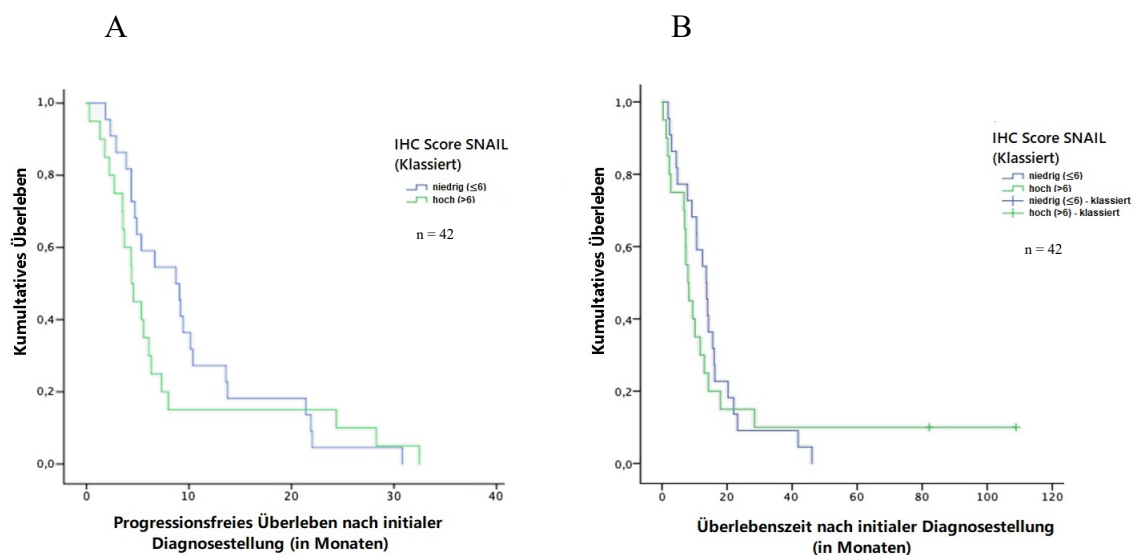 A
B
Kumultatives Überleben
1,0
0,8
0,6
0,4
0,2
0,0
0
10
20
30
40
Progressionsfreies Überleben nach initialer
Diagnosestellung (in Monaten)
IHC Score SNAIL
(Klassiert)
niedrig (≤6)
hoch (>6)
n = 42
Kumultatives Überleben
1,0
0,8
0,6
0,4
0,2
0,0
0
20
40
60
80
100
120
Überlebenszeit nach initialer Diagnosestellung
(in Monaten)
IHC Score SNAIL
(Klassiert)
niedrig (≤6)
hoch (>6)
niedrig (≤6) - klassiert
hoch (>6) - klassiert
n = 42